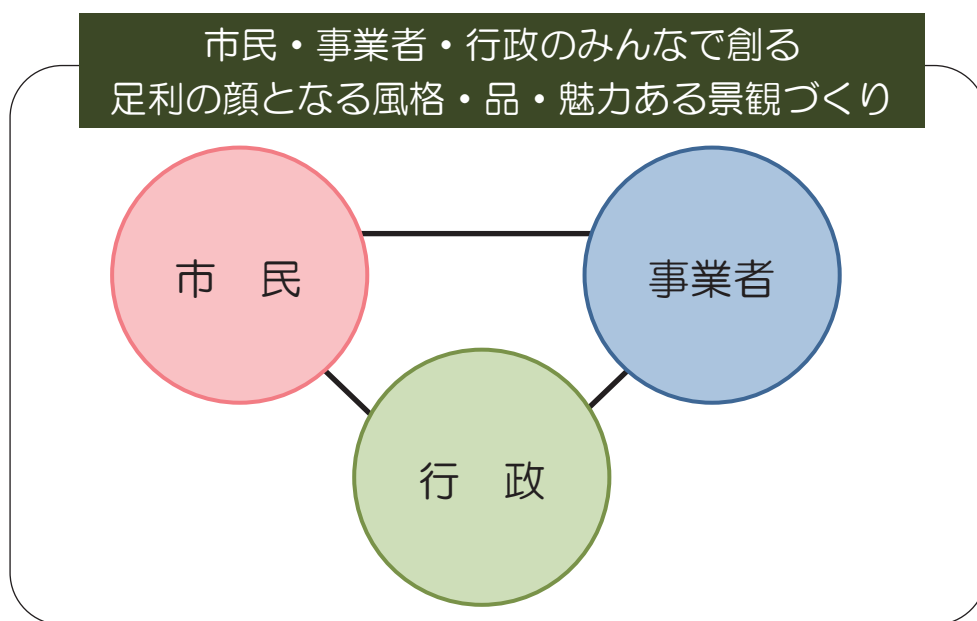 市民・事業者・行政のみんなで創る
足利の顔となる風格・品・魅力ある景観づくり
市　民
事業者
行　政